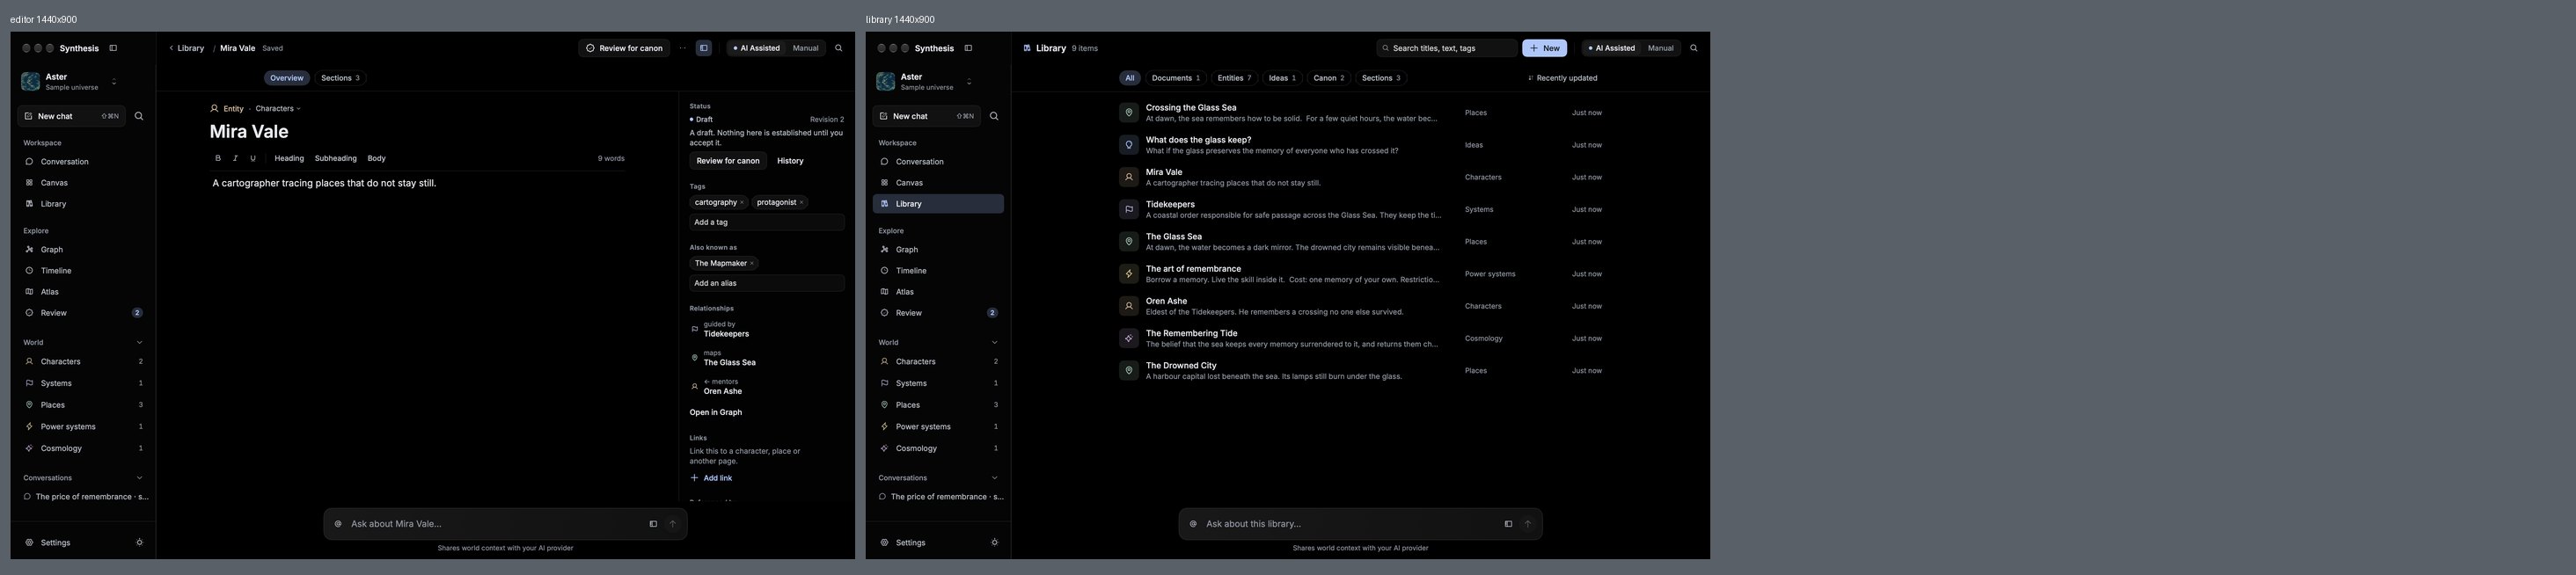 editor 1440x900
Synthesis
Aster
Sample universe
New chat ⇧⌘N
Workspace
Conversation
Canvas
Library
Explore
Graph
Timeline
Atlas
Review 2
World
Characters 2
Systems 1
Places 3
Power systems 1
Cosmology 1
Conversations
The price of remembrance · s...
Settings
Library / Mira Vale Saved
Review for canon
AI Assisted Manual
Overview Sections 3
Entity · Characters
Mira Vale
B I U Heading Subheading Body 9 words
A cartographer tracing places that do not stay still.
Status
Draft Revision 2
A draft. Nothing here is established until you
accept it.
Review for canon History
Tags
cartography × protagonist ×
Add a tag
Also known as
The Mapmaker ×
Add an alias
Relationships
guided by
Tidekeepers
maps
The Glass Sea
← mentors
Oren Ashe
Open in Graph
Links
Link this to a character, place or
another page.
+ Add link
@ Ask about Mira Vale...
Shares world context with your AI provider
library 1440x900
Synthesis
Aster
Sample universe
New chat ⇧⌘N
Workspace
Conversation
Canvas
Library
Explore
Graph
Timeline
Atlas
Review 2
World
Characters 2
Systems 1
Places 3
Power systems 1
Cosmology 1
Conversations
The price of remembrance · s...
Settings
Library 9 items
Search titles, text, tags
+ New
AI Assisted Manual
All Documents 1 Entities 7 Ideas 1 Canon 2 Sections 3
Recently updated
Crossing the Glass Sea
At dawn, the sea remembers how to be solid. For a few quiet hours, the water bec...
Places Just now
What does the glass keep?
What if the glass preserves the memory of everyone who has crossed it?
Ideas Just now
Mira Vale
A cartographer tracing places that do not stay still.
Characters Just now
Tidekeepers
A coastal order responsible for safe passage across the Glass Sea. They keep the ti...
Systems Just now
The Glass Sea
At dawn, the water becomes a dark mirror. The drowned city remains visible benea...
Places Just now
The art of remembrance
Borrow a memory. Live the skill inside it. Cost: one memory of your own. Restrictio...
Power systems Just now
Oren Ashe
Eldest of the Tidekeepers. He remembers a crossing no one else survived.
Characters Just now
The Remembering Tide
The belief that the sea keeps every memory surrendered to it, and returns them ch...
Cosmology Just now
The Drowned City
A harbour capital lost beneath the sea. Its lamps still burn under the glass.
Places Just now
@ Ask about this library...
Shares world context with your AI provider